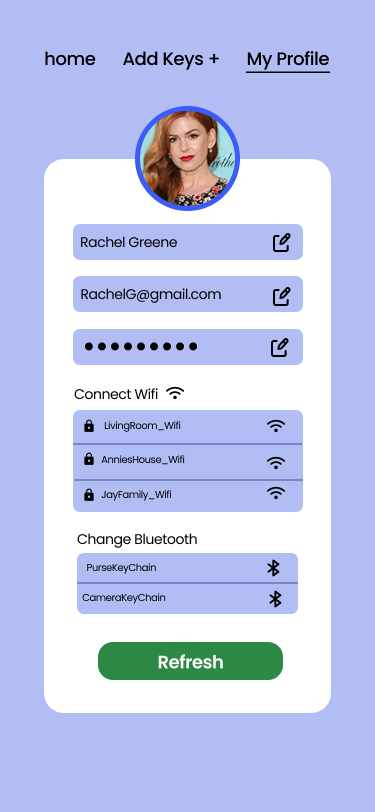 home Add Keys + My Profile
Rachel Greene
RachelG@gmail.com
Connect Wifi
LivingRoom_Wifi
AnniesHouse_Wifi
JayFamily_Wifi
Change Bluetooth
PurseKeyChain
CameraKeyChain
Refresh